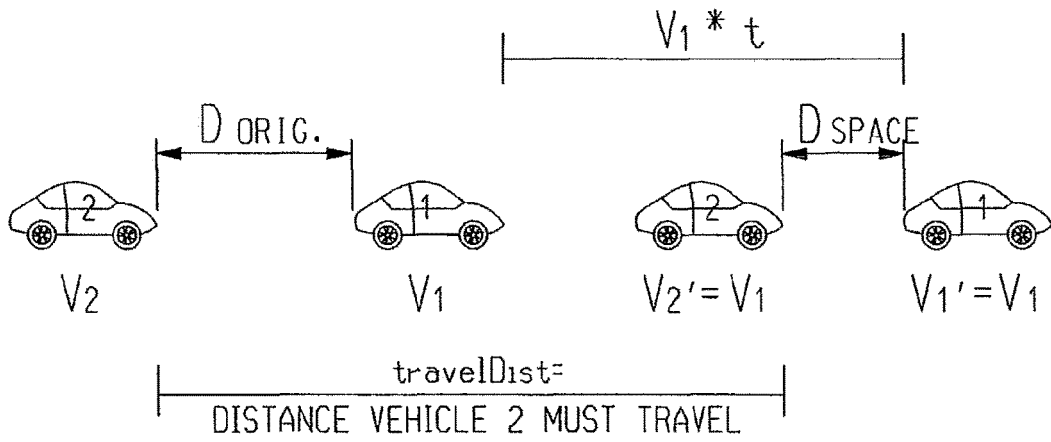 V1 * t
D ORIG.
D SPACE
2
1
2
1
V2
V1
V2'= V1
V1'= V1
travelDist=
DISTANCE VEHICLE 2 MUST TRAVEL